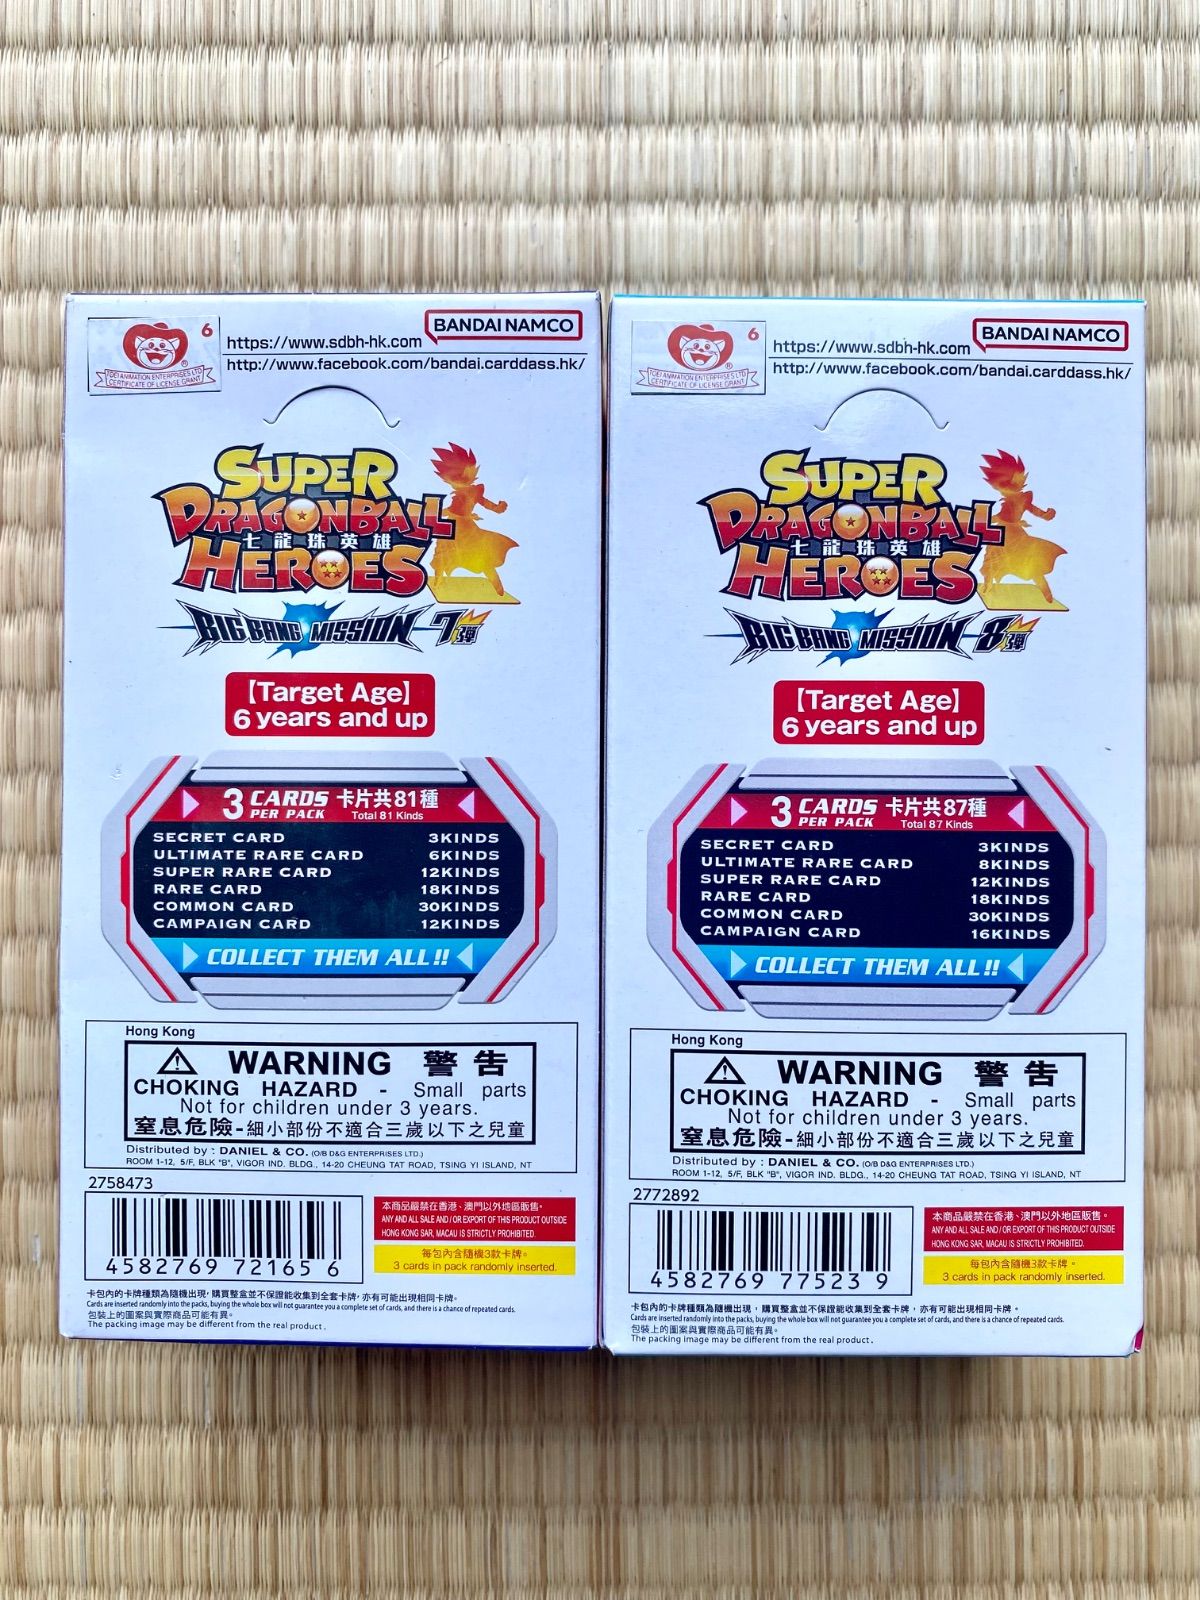 6
TOEI ANIMATION ENTERPRISES LTD
CERTIFICATE OF LICENSE GRANT
®
https://www.sdbh-hk.com
BANDAI NAMCO
http://www.facebook.com/bandai.carddass.hk/
SUPER
DRAGONBALL
七龍珠英雄
HEROES
BIG BANG MISSION 7弾
【Target Age】
6 years and up
3 CARDS PER PACK 卡片共81種
Total 81 Kinds
SECRET CARD 3KINDS
ULTIMATE RARE CARD 6KINDS
SUPER RARE CARD 12KINDS
RARE CARD 18KINDS
COMMON CARD 30KINDS
CAMPAIGN CARD 12KINDS
COLLECT THEM ALL!!
Hong Kong
WARNING 警告
CHOKING HAZARD - Small parts
Not for children under 3 years.
窒息危險-細小部份不適合三歲以下之兒童
Distributed by : DANIEL & CO. (O/B D&G ENTERPRISES LTD.)
ROOM 1-12, 5/F, BLK "B", VIGOR IND. BLDG., 14-20 CHEUNG TAT ROAD, TSING YI ISLAND, NT
2758473
4582769 72165 6
本商品嚴禁在香港、澳門以外地區販售。
ANY AND ALL SALE AND / OR EXPORT OF THIS PRODUCT OUTSIDE
HONG KONG SAR, MACAU IS STRICTLY PROHIBITED.
每包內含隨機3款卡牌。
3 cards in pack randomly inserted.
卡包內的卡牌種類為隨機出現，購買整盒並不保證能收集到全套卡牌，亦有可能出現相同卡牌。
Cards are inserted randomly into the packs, buying the whole box will not guarantee you a complete set of cards, and there is a chance of repeated cards.
包裝上的圖案與實際商品可能有異。
The packing image may be different from the real product.
6
TOEI ANIMATION ENTERPRISES LTD
CERTIFICATE OF LICENSE GRANT
®
https://www.sdbh-hk.com
BANDAI NAMCO
http://www.facebook.com/bandai.carddass.hk/
SUPER
DRAGONBALL
七龍珠英雄
HEROES
BIG BANG MISSION 8弾
【Target Age】
6 years and up
3 CARDS PER PACK 卡片共87種
Total 87 Kinds
SECRET CARD 3KINDS
ULTIMATE RARE CARD 8KINDS
SUPER RARE CARD 12KINDS
RARE CARD 18KINDS
COMMON CARD 30KINDS
CAMPAIGN CARD 16KINDS
COLLECT THEM ALL!!
Hong Kong
WARNING 警告
CHOKING HAZARD - Small parts
Not for children under 3 years.
窒息危險-細小部份不適合三歲以下之兒童
Distributed by : DANIEL & CO. (O/B D&G ENTERPRISES LTD.)
ROOM 1-12, 5/F, BLK "B", VIGOR IND. BLDG., 14-20 CHEUNG TAT ROAD, TSING YI ISLAND, NT
2772892
4582769 77523 9
本商品嚴禁在香港、澳門以外地區販售。
ANY AND ALL SALE AND / OR EXPORT OF THIS PRODUCT OUTSIDE
HONG KONG SAR, MACAU IS STRICTLY PROHIBITED.
每包內含隨機3款卡牌。
3 cards in pack randomly inserted.
卡包內的卡牌種類為隨機出現，購買整盒並不保證能收集到全套卡牌，亦有可能出現相同卡牌。
Cards are inserted randomly into the packs, buying the whole box will not guarantee you a complete set of cards, and there is a chance of repeated cards.
包裝上的圖案與實際商品可能有異。
The packing image may be different from the real product.